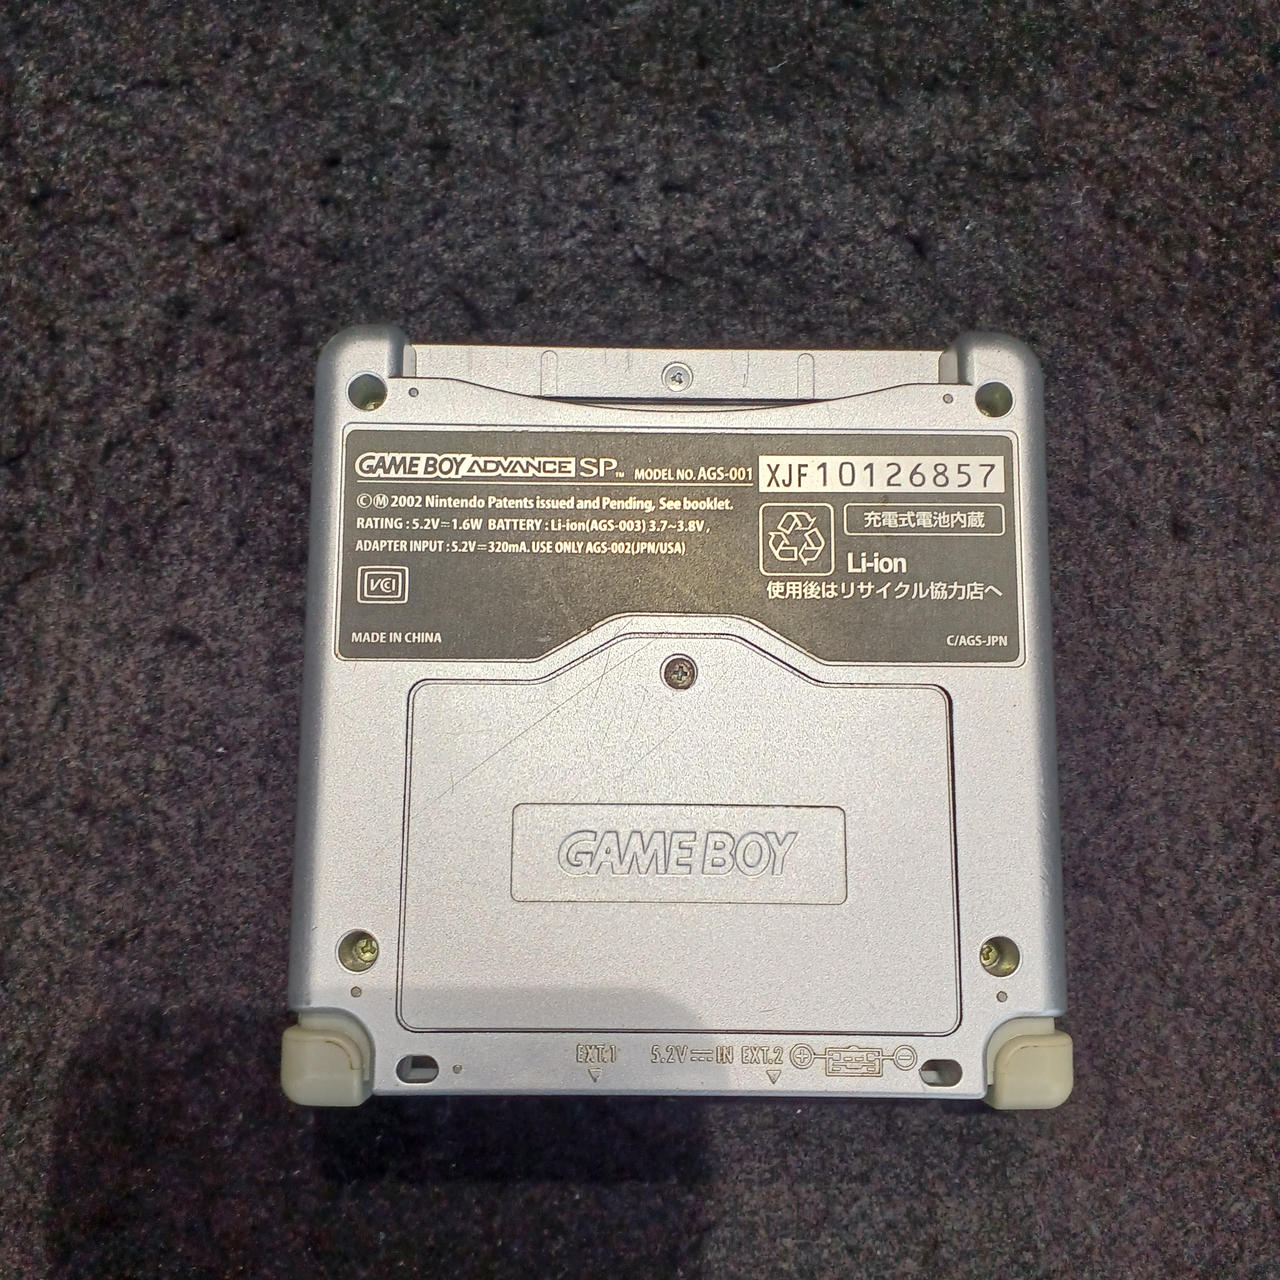 GAME BOY ADVANCE SP™ MODEL NO. AGS-001
XJF10126857
©Ⓜ 2002 Nintendo Patents issued and Pending, See booklet.
RATING : 5.2V⎓1.6W BATTERY : Li-ion(AGS-003) 3.7~3.8V ,
ADAPTER INPUT : 5.2V⎓320mA. USE ONLY AGS-002(JPN/USA)
VCI
MADE IN CHINA
充電式電池内蔵
Li-ion
使用後はリサイクル協力店へ
C/AGS-JPN
GAME BOY
EXT.1 5.2V⎓IN EXT.2